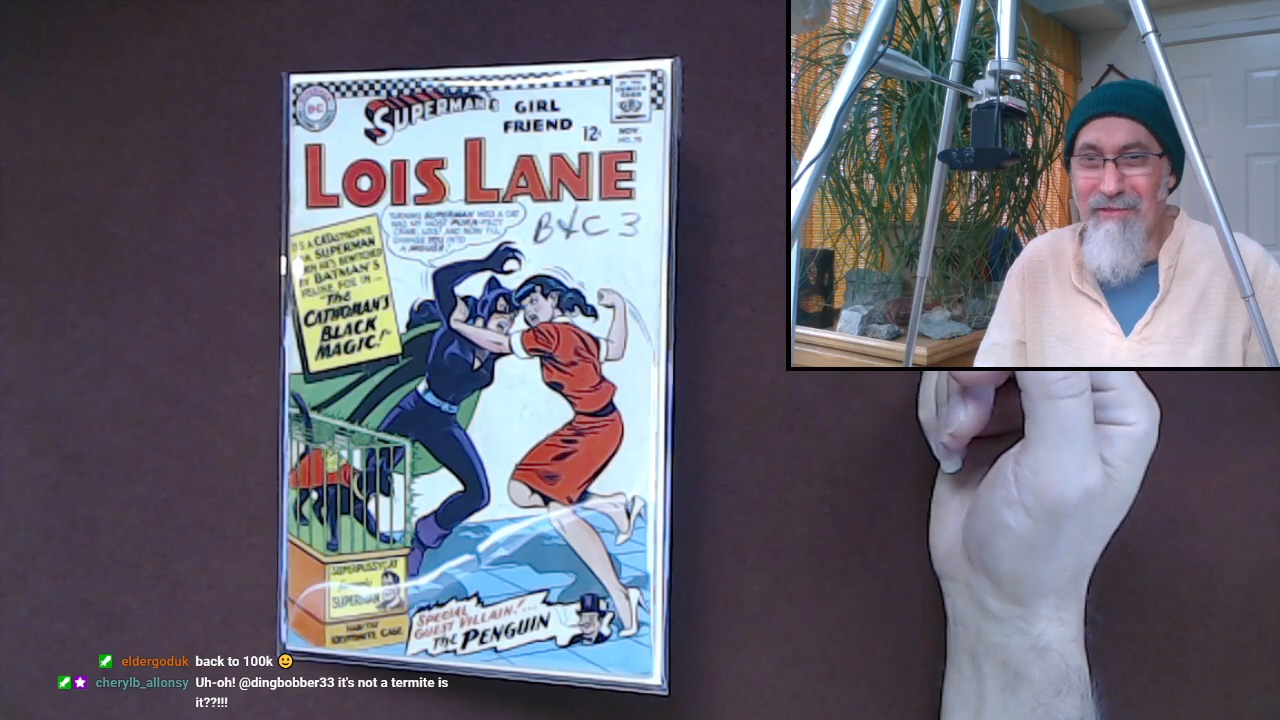 DC
SUPERMAN'S
GIRL
FRIEND
12¢
NOV
LOIS LANE
TURNING SUPERMAN INTO A CAT
WAS MY MOST PURR-FECT
CRIME, LOIS! AND NOW I'LL
CHANGE YOU INTO
A MOUSE!
B&C 3
IT'S A CATASTROPHE
FOR SUPERMAN
WHEN HE'S BEWITCHED
BY BATMAN'S
FELINE FOE IN--
"THE
CATWOMAN'S
BLACK
MAGIC!"
SUPERPUSSYCAT
formerly
SUPERMAN
KRYPTONITE CAGE
SPECIAL
GUEST VILLAIN!...
THE PENGUIN
eldergoduk back to 100k 😀
cherylb_allonsy Uh-oh! @dingbobber33 it's not a termite is
it??!!!